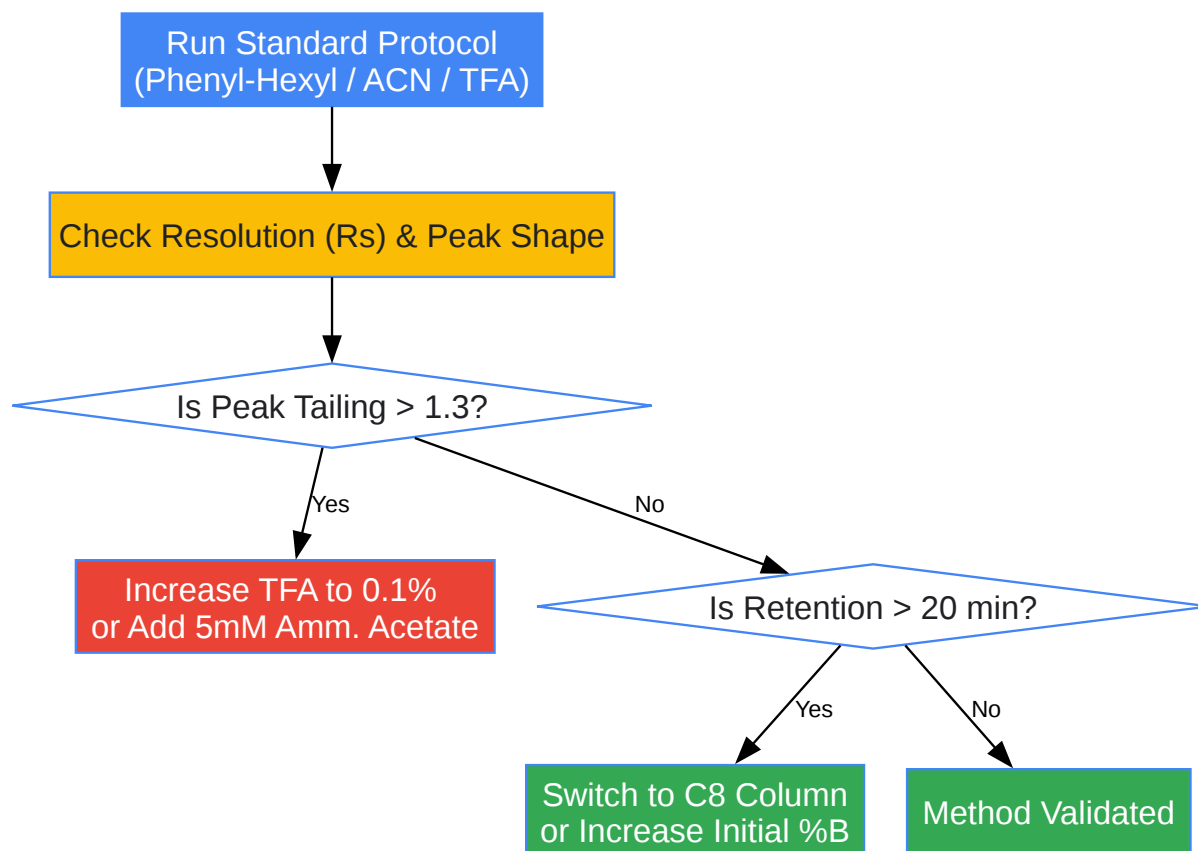 Run Standard Protocol
(Phenyl-Hexyl / ACN / TFA)
Check Resolution (Rs) & Peak Shape
Is Peak Tailing > 1.3?
Yes
No
Increase TFA to 0.1%
or Add 5mM Amm. Acetate
Is Retention > 20 min?
Yes
No
Switch to C8 Column
or Increase Initial %B
Method Validated